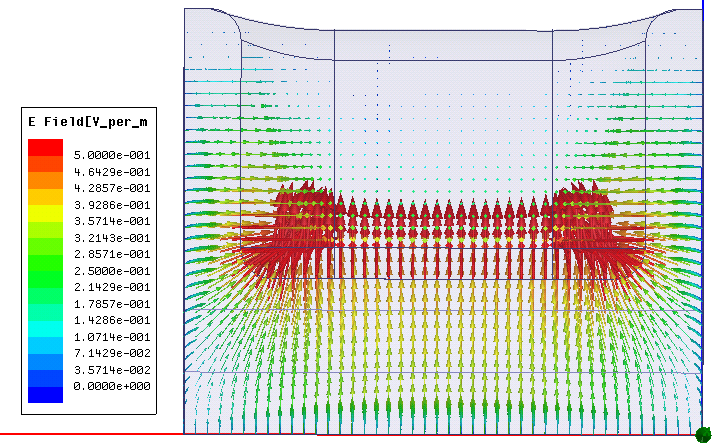 E Field[V_per_m
5.0000e-001
4.6429e-001
4.2857e-001
3.9286e-001
3.5714e-001
3.2143e-001
2.8571e-001
2.5000e-001
2.1429e-001
1.7857e-001
1.4286e-001
1.0714e-001
7.1429e-002
3.5714e-002
0.0000e+000